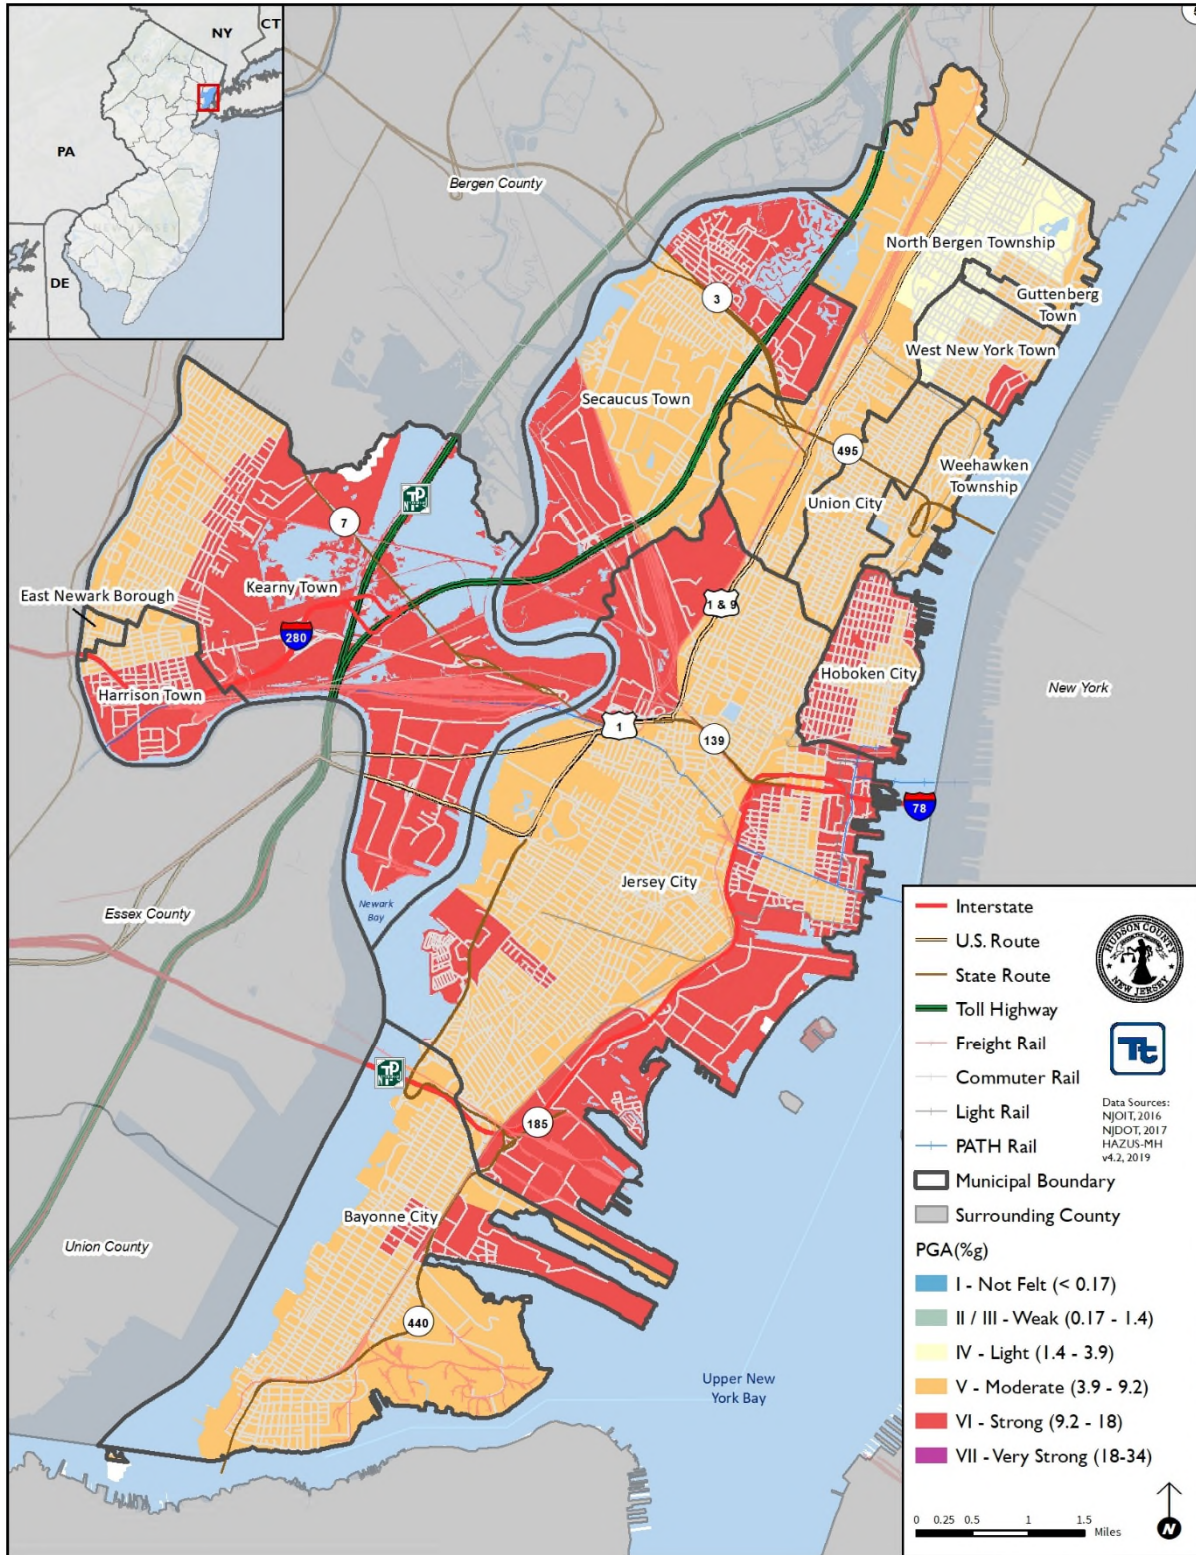 NY
CT
PA
DE
Bergen County
North Bergen Township
Guttenberg
Town
West New York Town
3
Secaucus Town
495
Weehawken
Township
Union City
7
East Newark Borough
Kearny Town
1 & 9
280
Harrison Town
Hoboken City
New York
1
139
78
Jersey City
Essex County
Newark
Bay
185
Bayonne City
Union County
440
Upper New
York Bay
Interstate
U.S. Route
State Route
Toll Highway
Freight Rail
Commuter Rail
Light Rail
PATH Rail
Municipal Boundary
Surrounding County
HUDSON COUNTY
NEW JERSEY
Tt
Data Sources:
NJOIT, 2016
NJDOT, 2017
HAZUS-MH
v4.2, 2019
PGA(%g)
I - Not Felt (< 0.17)
II / III - Weak (0.17 - 1.4)
IV - Light (1.4 - 3.9)
V - Moderate (3.9 - 9.2)
VI - Strong (9.2 - 18)
VII - Very Strong (18-34)
0 0.25 0.5 1 1.5
Miles
N